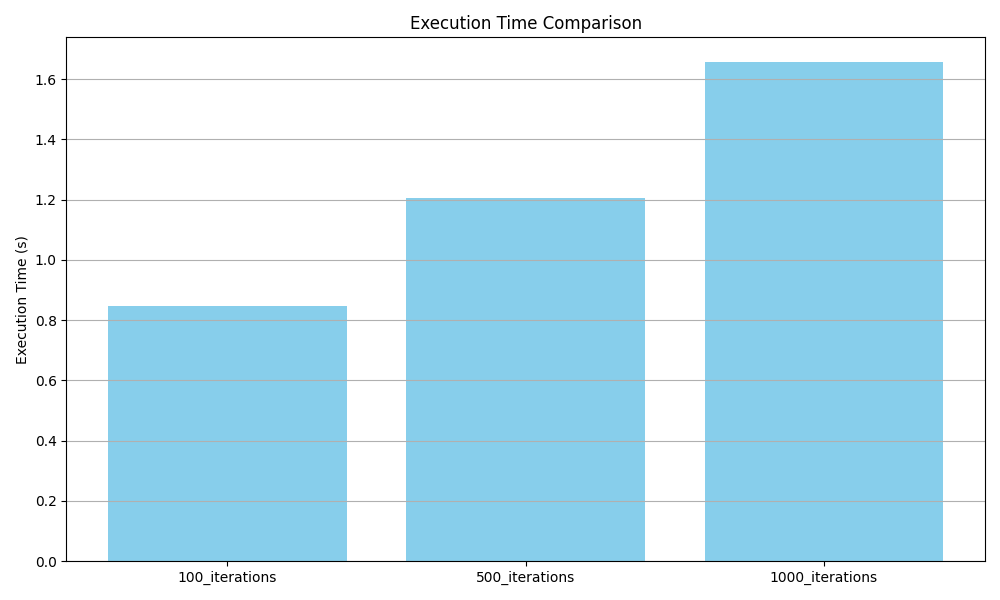 Execution Time Comparison
Execution Time (s)
1.6
1.4
1.2
1.0
0.8
0.6
0.4
0.2
0.0
100_iterations
500_iterations
1000_iterations